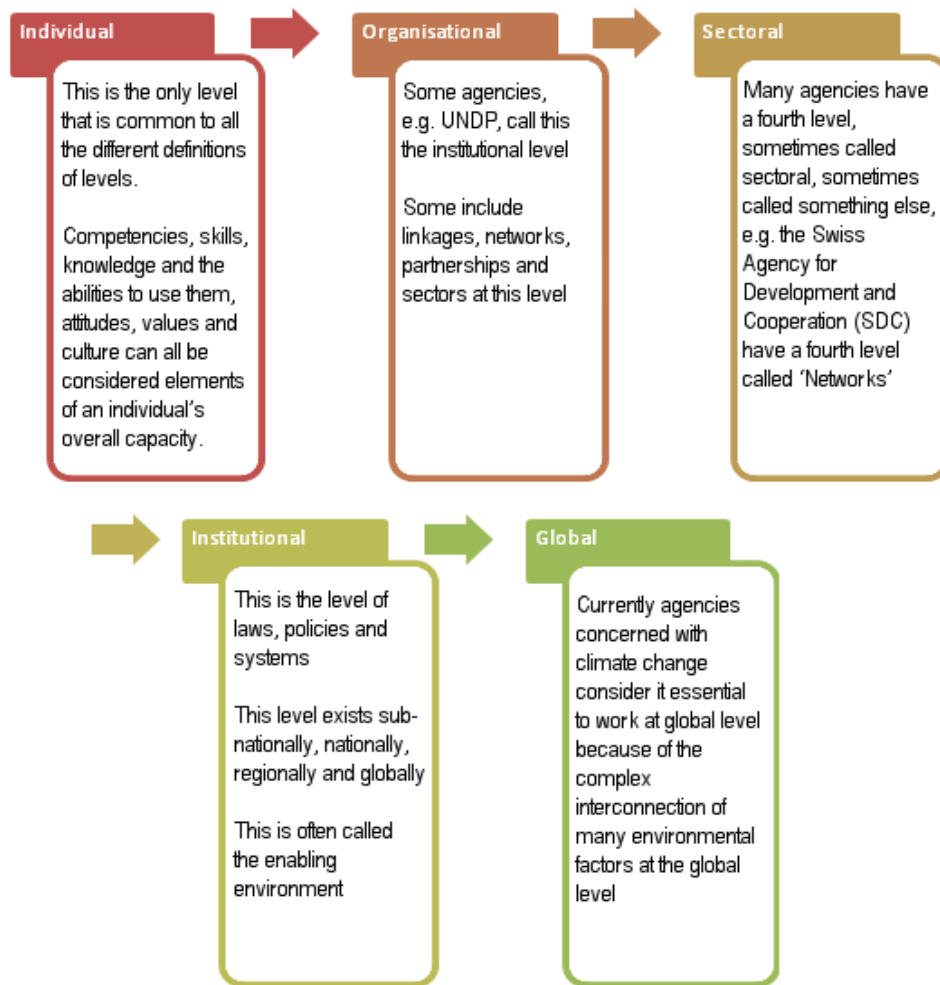 Individual
This is the only level
that is common to all
the different definitions
of levels.
Competencies, skills,
knowledge and the
abilities to use them,
attitudes, values and
culture can all be
considered elements
of an individual's
overall capacity.
Organisational
Some agencies,
e.g. UNDP, call this
the institutional level
Some include
linkages, networks,
partnerships and
sectors at this level
Sectoral
Many agencies have
a fourth level,
sometimes called
sectoral, sometimes
called something else,
e.g. the Swiss
Agency for
Development and
Cooperation (SDC)
have a fourth level
called ‘Networks’
Institutional
This is the level of
laws, policies and
systems
This level exists sub-
nationally, nationally,
regionally and globally
This is often called
the enabling
environment
Global
Currently agencies
concerned with
climate change
consider it essential
to work at global level
because of the
complex
interconnection of
many environmental
factors at the global
level